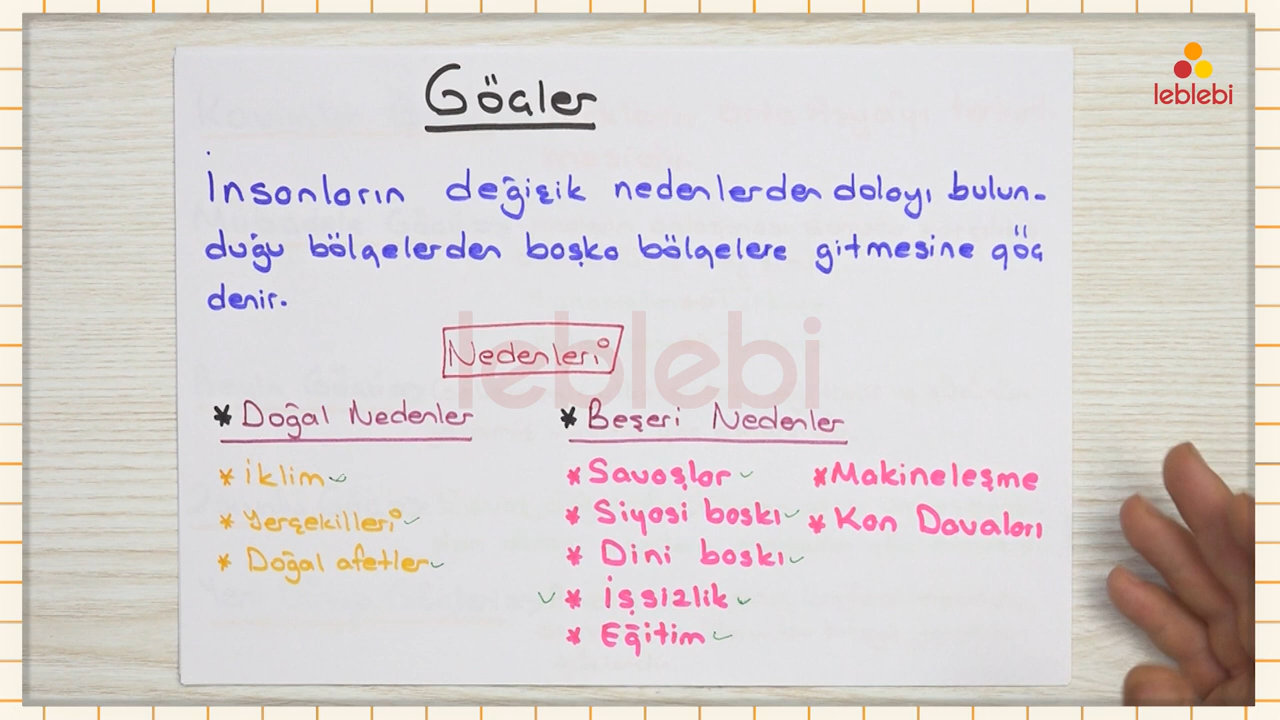 Göçler
leblebi
İnsanların değişik nedenlerden dolayı bulun-
duğu bölgelerden başka bölgelere gitmesine göç
denir.
Nedenleri
leblebi
* Doğal Nedenler
* İklim
* Yerşekilleri
* Doğal afetler
* Beşeri Nedenler
* Savaşlar
* Siyasi baskı
* Dini baskı
* İşsizlik
* Eğitim
* Makineleşme
* Kan Davaları